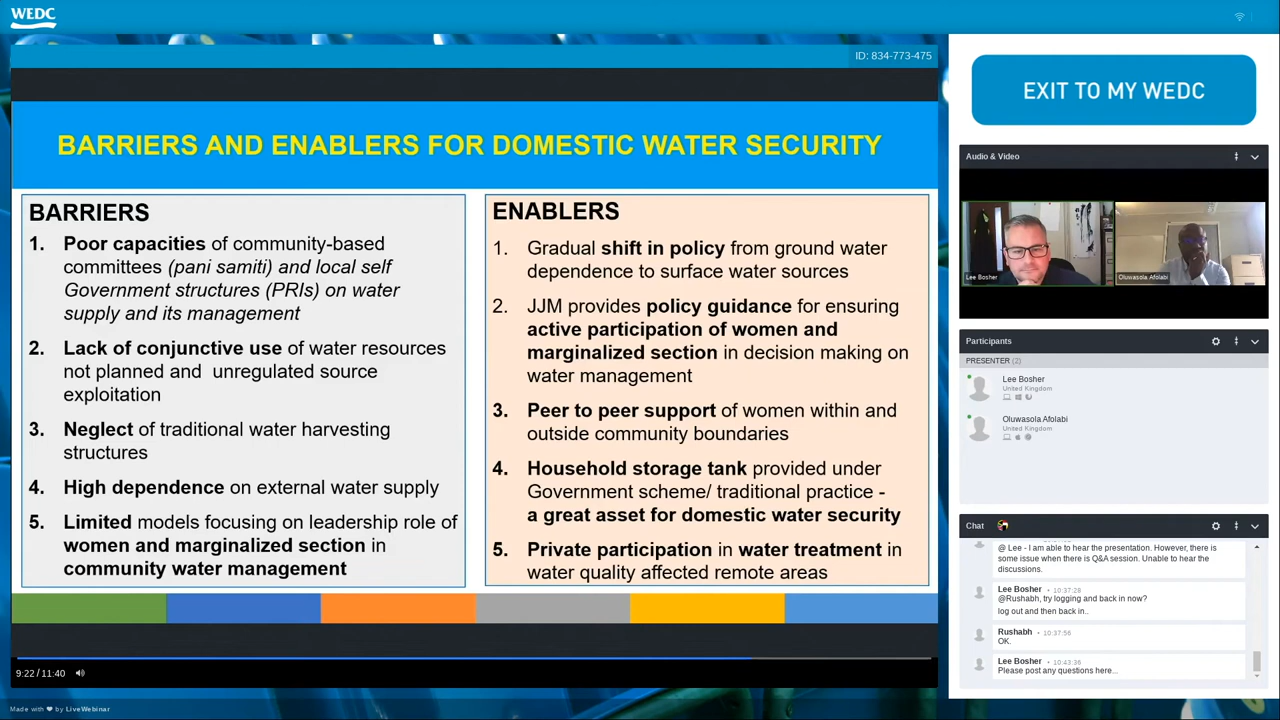 WEDC
ID: 834-773-475
BARRIERS AND ENABLERS FOR DOMESTIC WATER SECURITY
BARRIERS
1. Poor capacities of community-based
committees (pani samiti) and local self
Government structures (PRIs) on water
supply and its management
2. Lack of conjunctive use of water resources
not planned and unregulated source
exploitation
3. Neglect of traditional water harvesting
structures
4. High dependence on external water supply
5. Limited models focusing on leadership role of
women and marginalized section in
community water management
ENABLERS
1. Gradual shift in policy from ground water
dependence to surface water sources
2. JJM provides policy guidance for ensuring
active participation of women and
marginalized section in decision making on
water management
3. Peer to peer support of women within and
outside community boundaries
4. Household storage tank provided under
Government scheme/ traditional practice -
a great asset for domestic water security
5. Private participation in water treatment in
water quality affected remote areas
9:22 / 11:40
Made with ❤ by LiveWebinar
EXIT TO MY WEDC
Audio & Video
Lee Bosher
Oluwasola Afolabi
Participants
PRESENTER (2)
Lee Bosher
United Kingdom
Oluwasola Afolabi
United Kingdom
Chat
@ Lee - I am able to hear the presentation. However, there is
some issue when there is Q&A session. Unable to hear the
discussions.
Lee Bosher • 10:37:28
@Rushabh, try logging and back in now?
log out and then back in..
Rushabh • 10:37:56
OK.
Lee Bosher • 10:43:36
Please post any questions here...